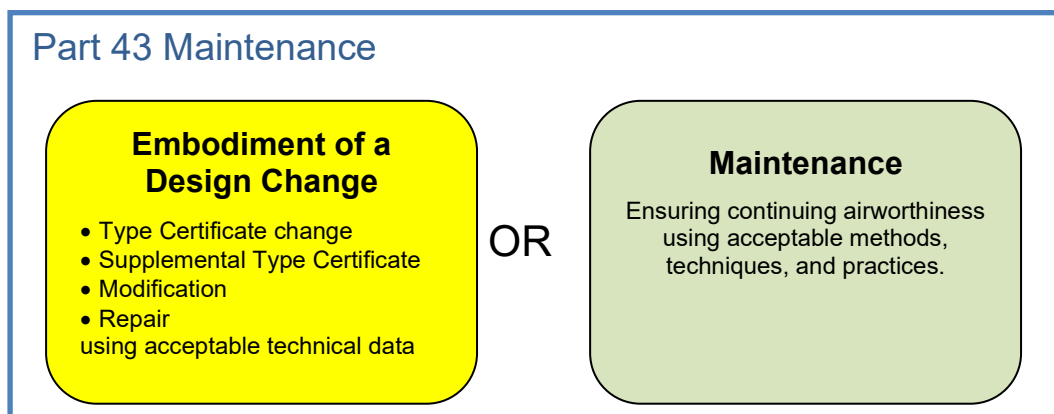 Part 43 Maintenance
Embodiment of a
Design Change
• Type Certificate change
• Supplemental Type Certificate
• Modification
• Repair
using acceptable technical data
OR
Maintenance
Ensuring continuing airworthiness
using acceptable methods,
techniques, and practices.